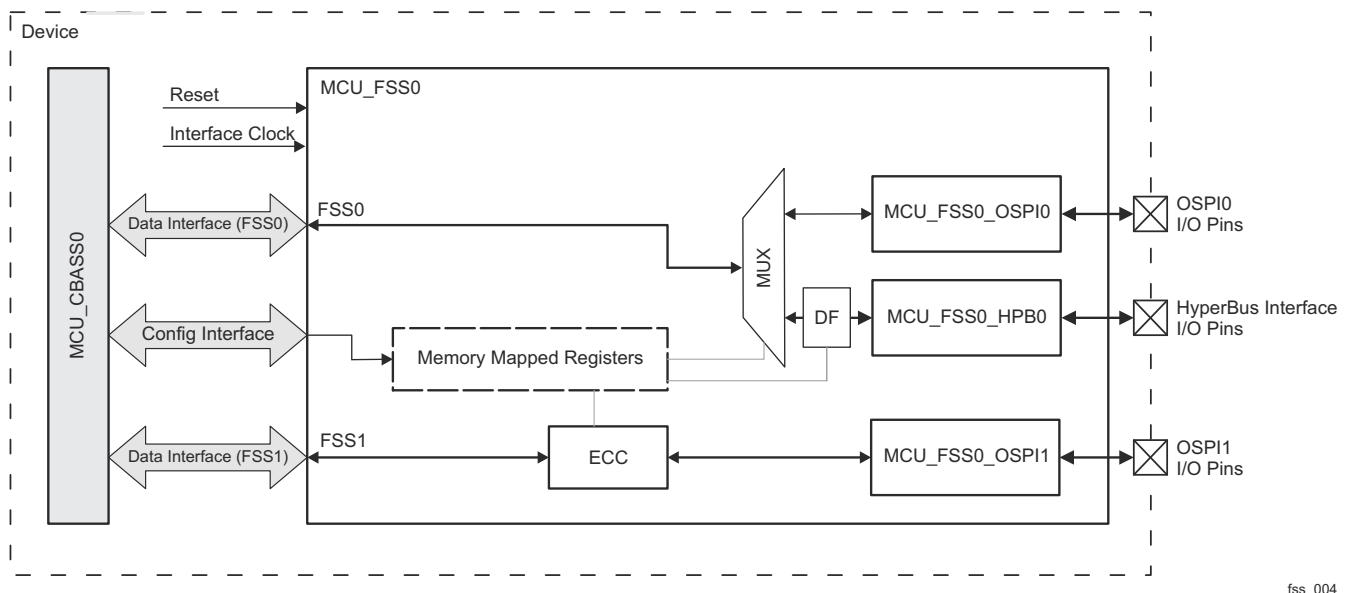 Device
MCU_CBASS0
Reset
Interface Clock
MCU_FSS0
Data Interface (FSS0)
FSS0
MUX
MCU_FSS0_OSPI0
OSPI0
I/O Pins
Config Interface
Memory Mapped Registers
DF
MCU_FSS0_HPB0
HyperBus Interface
I/O Pins
Data Interface (FSS1)
FSS1
ECC
MCU_FSS0_OSPI1
OSPI1
I/O Pins
fss_004